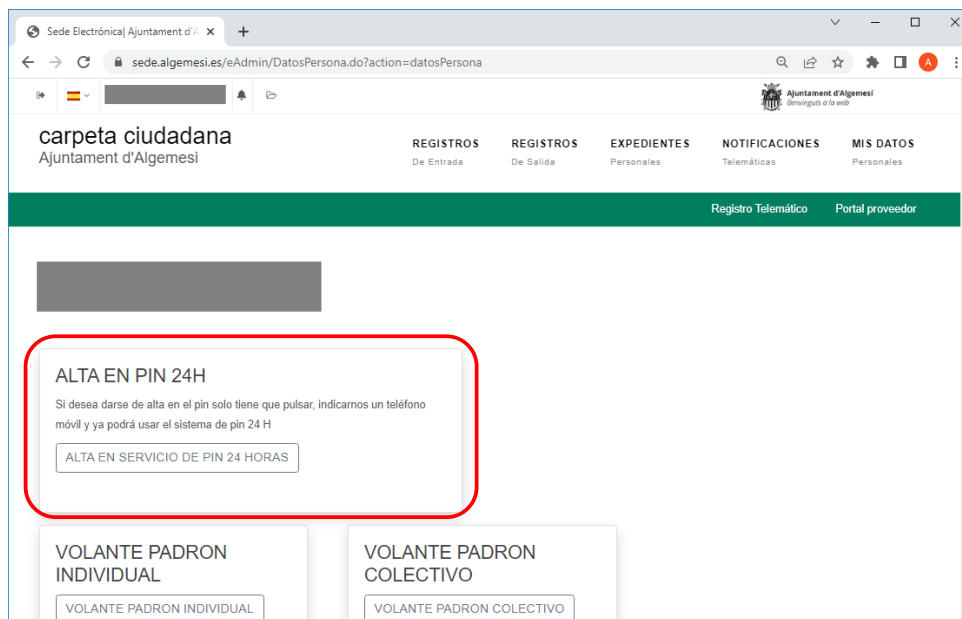 Sede Electrónica| Ajuntament d'A
sede.algemesi.es/eAdmin/DatosPersona.do?action=datosPersona
A
Ajuntament d'Algemesí
Benvinguts a la web
carpeta ciudadana
Ajuntament d'Algemesi
REGISTROS
De Entrada
REGISTROS
De Salida
EXPEDIENTES
Personales
NOTIFICACIONES
Telemáticas
MIS DATOS
Personales
Registro Telemático
Portal proveedor
ALTA EN PIN 24H
Si desea darse de alta en el pin solo tiene que pulsar, indicarnos un teléfono
móvil y ya podrá usar el sistema de pin 24 H
ALTA EN SERVICIO DE PIN 24 HORAS
VOLANTE PADRON
INDIVIDUAL
VOLANTE PADRON INDIVIDUAL
VOLANTE PADRON
COLECTIVO
VOLANTE PADRON COLECTIVO